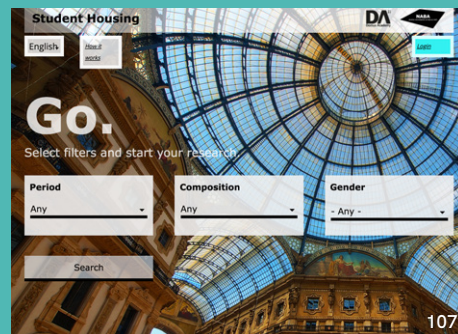 Student Housing
DA
NABA
English
How it
works
Login
Go.
Select filters and start your research
Period
Any
Composition
Any
Gender
- Any -
Search
107